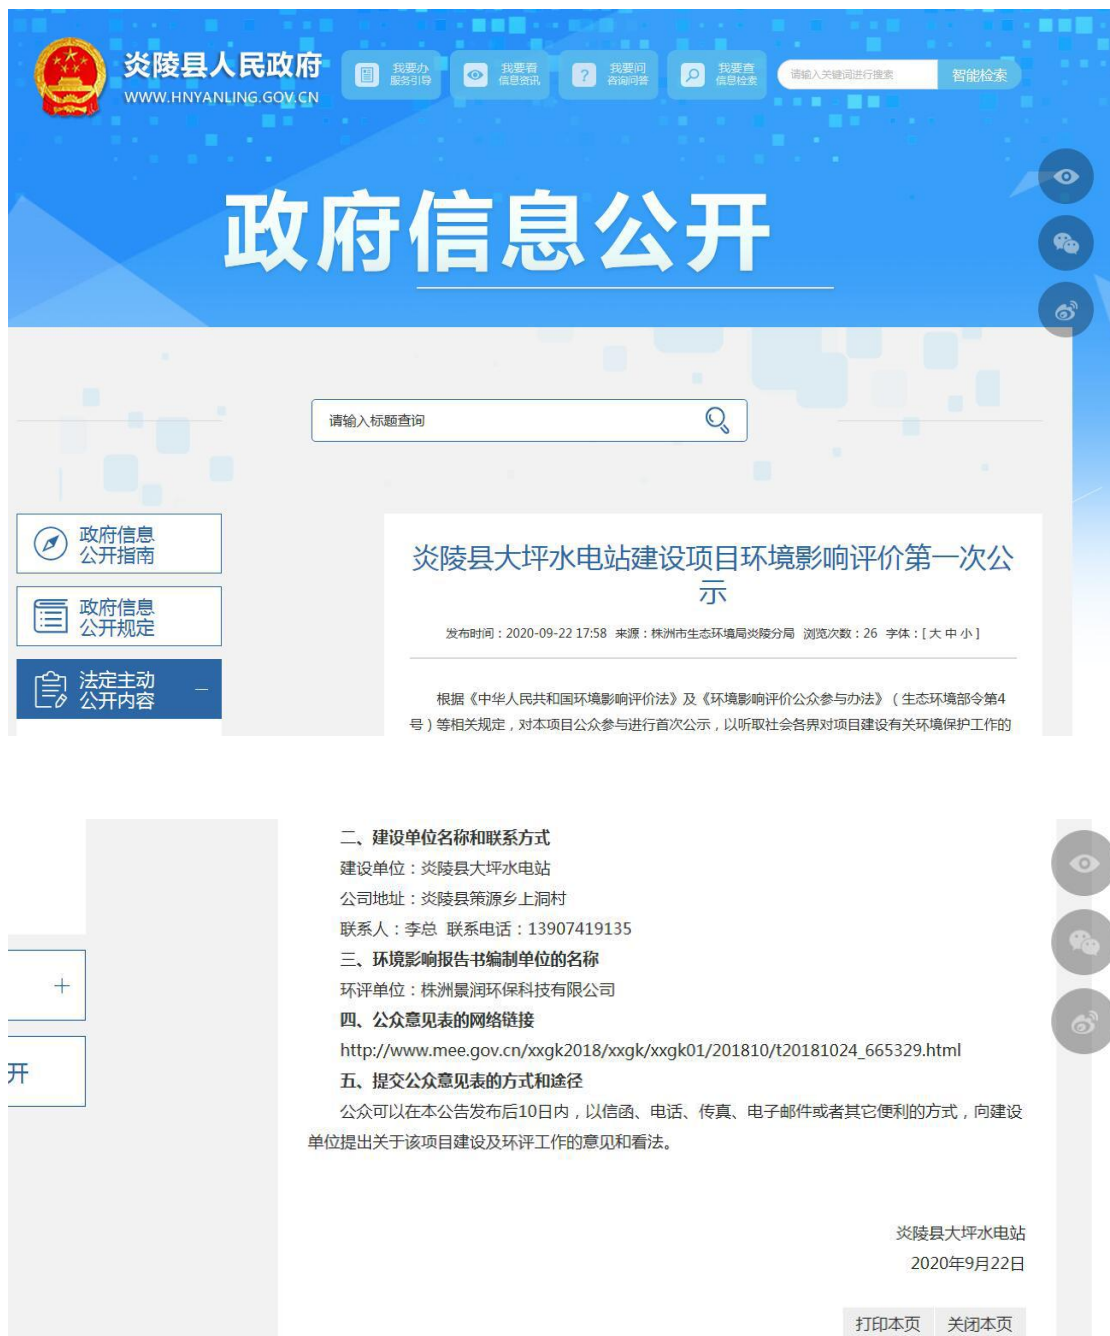 炎陵县人民政府
WWW.HNYANLING.GOV.CN
我要办
服务引导
我要看
信息资讯
我要问
咨询问答
我要查
信息检索
请输入关键词进行搜索
智能检索
政府信息公开
请输入标题查询
政府信息
公开指南
政府信息
公开规定
法定主动
公开内容
炎陵县大坪水电站建设项目环境影响评价第一次公
示
发布时间：2020-09-22 17:58 来源：株洲市生态环境局炎陵分局 浏览次数：26 字体：[ 大 中 小 ]
根据《中华人民共和国环境影响评价法》及《环境影响评价公众参与办法》（生态环境部令第4
号）等相关规定，对本项目公众参与进行首次公示，以听取社会各界对项目建设有关环境保护工作的
二、建设单位名称和联系方式
建设单位：炎陵县大坪水电站
公司地址：炎陵县策源乡上洞村
联系人：李总 联系电话：13907419135
三、环境影响报告书编制单位的名称
环评单位：株洲景润环保科技有限公司
四、公众意见表的网络链接
http://www.mee.gov.cn/xxgk2018/xxgk/xxgk01/201810/t20181024_665329.html
五、提交公众意见表的方式和途径
公众可以在本公告发布后10日内，以信函、电话、传真、电子邮件或者其它便利的方式，向建设
单位提出关于该项目建设及环评工作的意见和看法。
开
炎陵县大坪水电站
2020年9月22日
打印本页 关闭本页